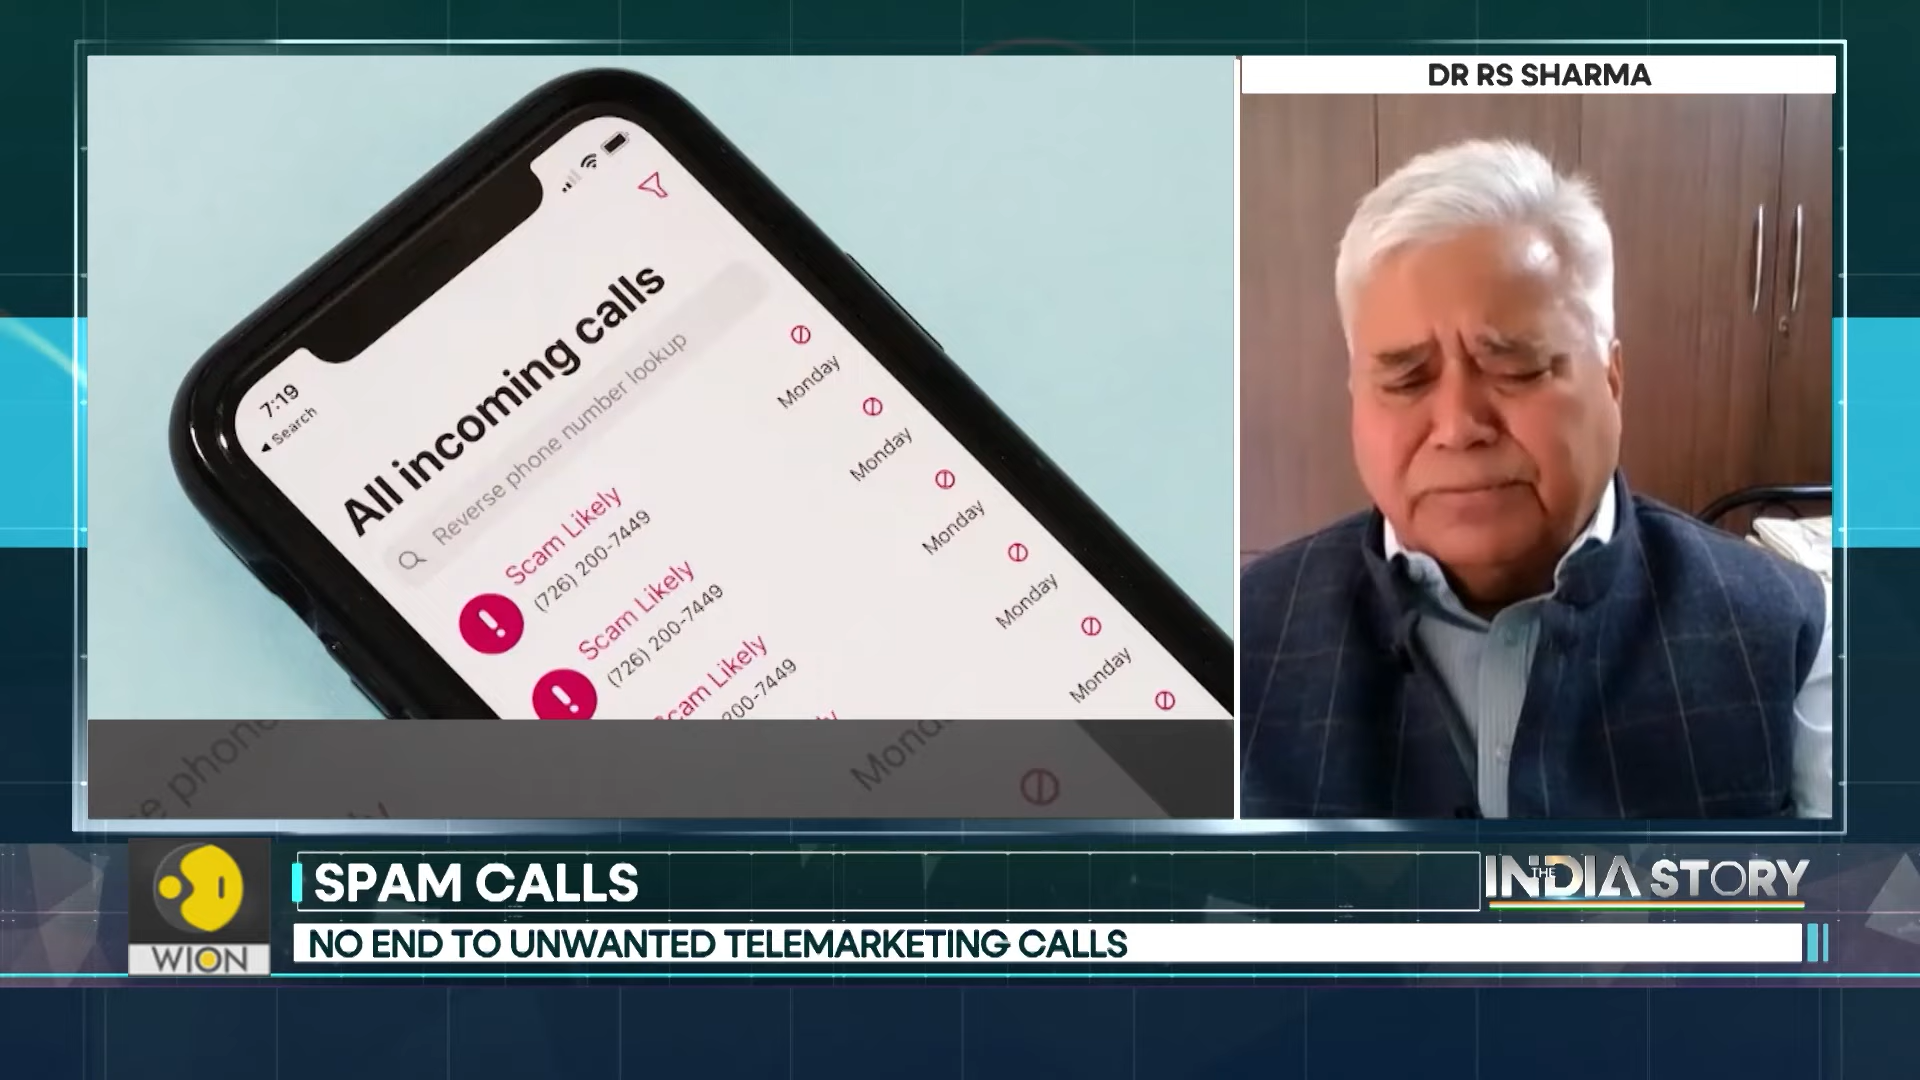 DR RS SHARMA
7:19
Search
All incoming calls
Reverse phone number lookup
Scam Likely
(726) 200-7449
Monday
Scam Likely
(726) 200-7449
Monday
Scam Likely
200-7449
Monday
Monday
Monday
e phone
Mond
SPAM CALLS
THE INDIA STORY
NO END TO UNWANTED TELEMARKETING CALLS
WION